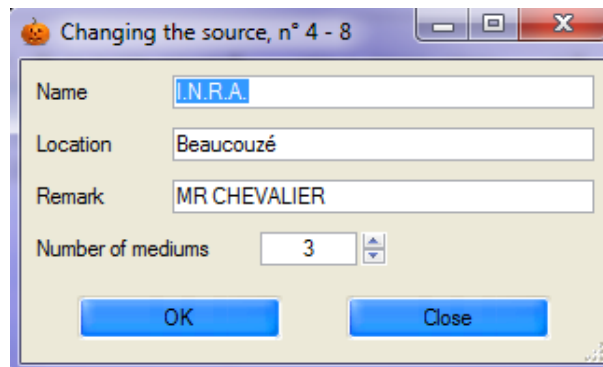 Changing the source, n° 4 - 8
Name I.N.R.A.
Location Beaucouzé
Remark MR CHEVALIER
Number of mediums 3
OK Close